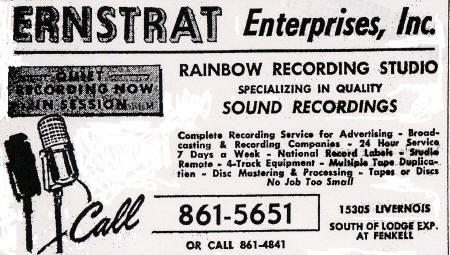 ERNSTRAT Enterprises, Inc.
QUIET
RECORDING NOW
IN SESSION
RAINBOW RECORDING STUDIO
SPECIALIZING IN QUALITY
SOUND RECORDINGS
Complete Recording Service for Advertising - Broad-
casting & Recording Companies - 24 Hour Service
7 Days a Week - National Record Labels - Studio
Remote - 4-Track Equipment - Multiple Tape Duplica-
tion - Disc Mastering & Processing - Tapes or Discs
No Job Too Small
Call 861-5651
OR CALL 861-4841
15305 LIVERNOIS
SOUTH OF LODGE EXP.
AT FENKELL